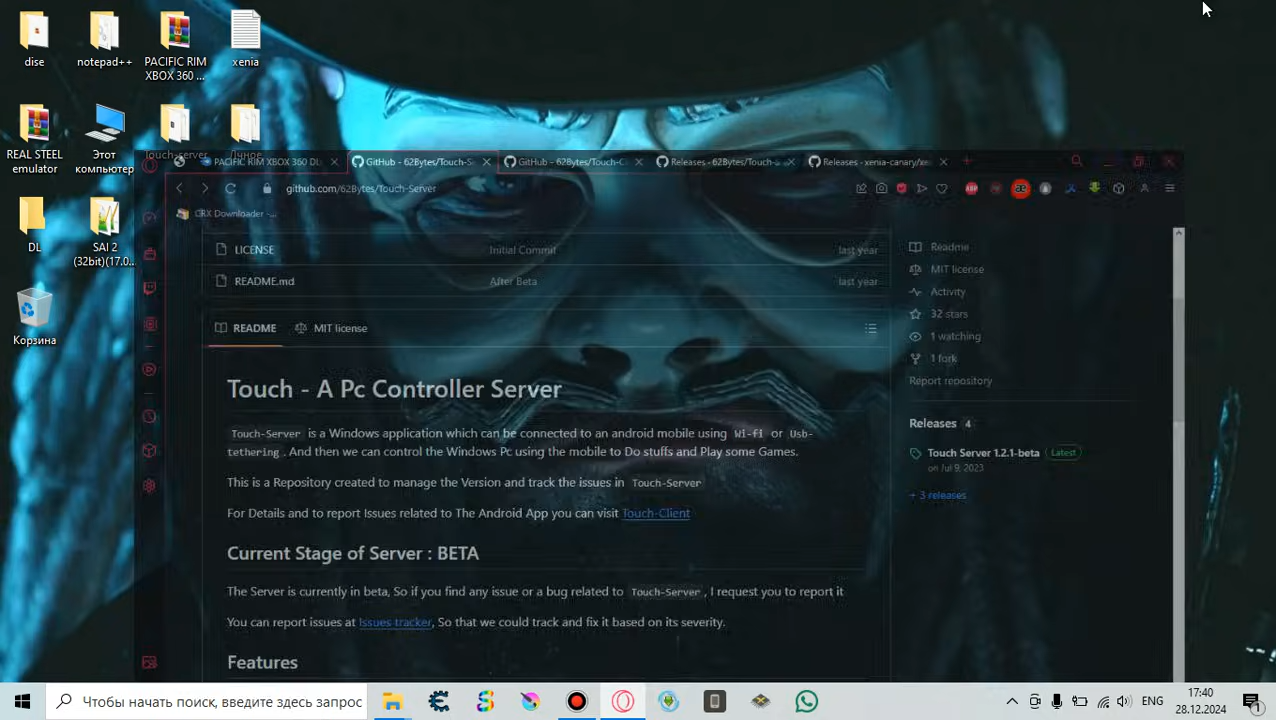 dise
notepad++
PACIFIC RIM
XBOX 360 ...
xenia
REAL STEEL
emulator
Этот
компьютер
Touch-server
Личное
DL
SAI 2
(32bit)(17.0...
Корзина
PACIFIC RIM XBOX 360 DL
GitHub - 62Bytes/Touch-S
GitHub - 62Bytes/Touch-C
Releases - 62Bytes/Touch-S
Releases - xenia-canary/xe
github.com/62Bytes/Touch-Server
CRX Downloader -...
LICENSE
Initial Commit
last year
README.md
After Beta
last year
README
MIT license
Touch - A Pc Controller Server
Touch-Server is a Windows application which can be connected to an android mobile using Wi-fi or Usb-
tethering . And then we can control the Windows Pc using the mobile to Do stuffs and Play some Games.
This is a Repository created to manage the Version and track the issues in Touch-Server
For Details and to report Issues related to The Android App you can visit Touch-Client
Current Stage of Server : BETA
The Server is currently in beta, So if you find any issue or a bug related to Touch-Server , I request you to report it
You can report issues at Issues tracker, So that we could track and fix it based on its severity.
Features
Readme
MIT license
Activity
32 stars
1 watching
1 fork
Report repository
Releases 4
Touch Server 1.2.1-beta Latest
on Jul 9, 2023
+ 3 releases
Чтобы начать поиск, введите здесь запрос
ENG
17:40
28.12.2024
1